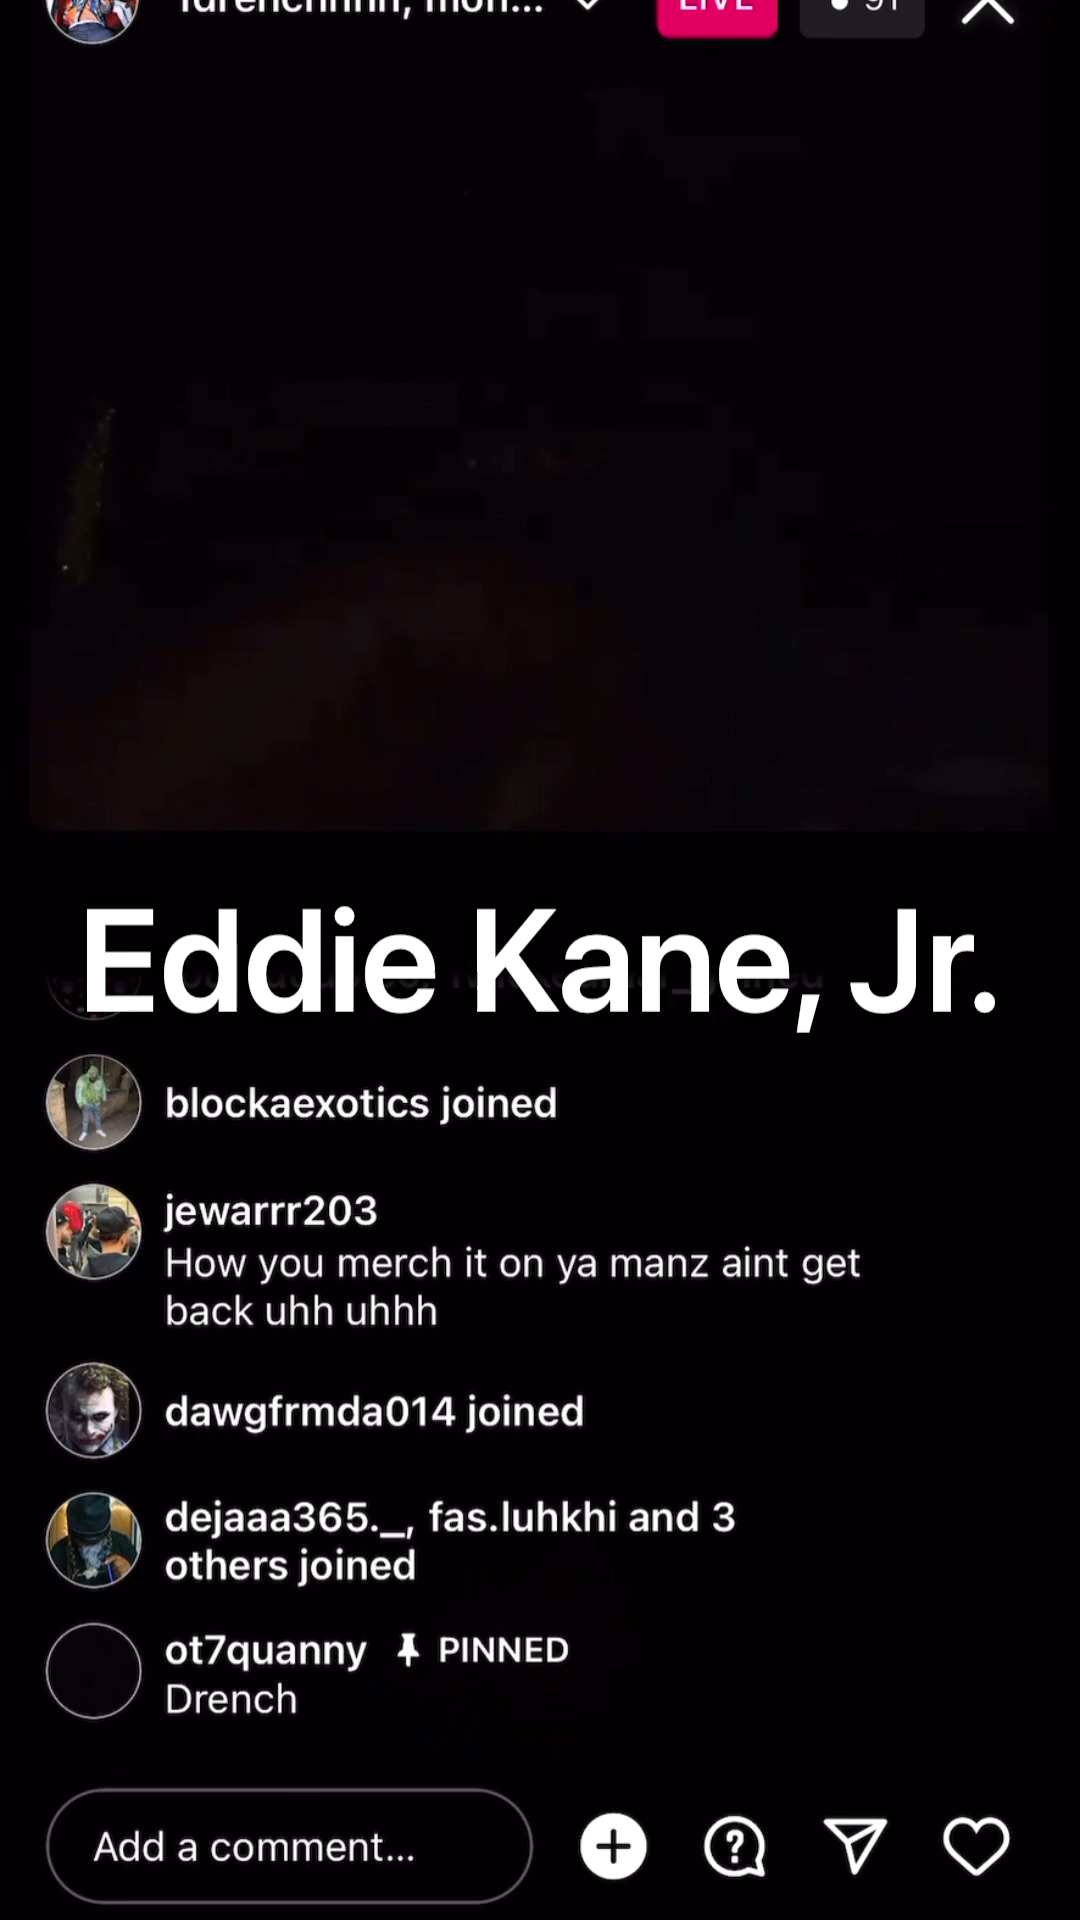 LIVE
91
Eddie Kane, Jr.
blockaexotics joined
jewarrr203
How you merch it on ya manz aint get
back uhh uhhh
dawgfrmda014 joined
dejaaa365._, fas.luhkhi and 3
others joined
ot7quanny PINNED
Drench
Add a comment...